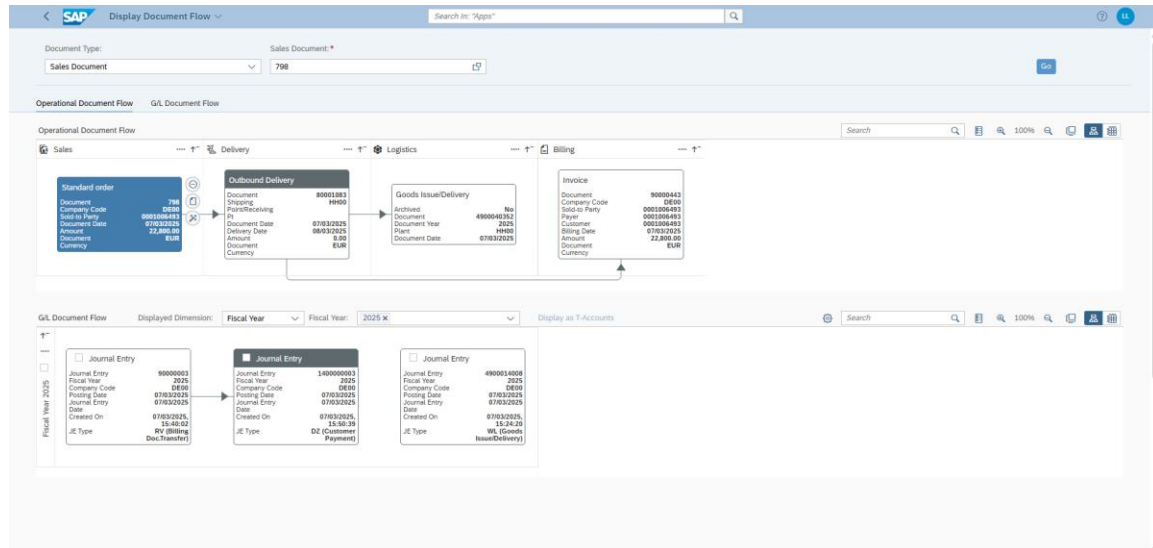 SAP Display Document Flow
Search in: "Apps"
LL
Document Type:
Sales Document:*
Sales Document
798
Go
Operational Document Flow G/L Document Flow
Operational Document Flow
Search
100%
Sales
Delivery
Logistics
Billing
Standard order
Document 798
Company Code DE00
Sold-to Party 0001006493
Document Date 07/03/2025
Amount 22,800.00
Document EUR
Currency
Outbound Delivery
Document 80001083
Shipping HH00
Point/Receiving
Pt
Document Date 07/03/2025
Delivery Date 08/03/2025
Amount 0.00
Document EUR
Currency
Goods Issue/Delivery
Archived No
Document 4900040352
Document Year 2025
Plant HH00
Document Date 07/03/2025
Invoice
Document 90000443
Company Code DE00
Sold-to Party 0001006493
Payer 0001006493
Customer 0001006493
Billing Date 07/03/2025
Amount 22,800.00
Document EUR
Currency
G/L Document Flow
Displayed Dimension: Fiscal Year
Fiscal Year: 2025
Display as T-Accounts
Search
100%
Fiscal Year 2025
Journal Entry
Journal Entry 90000003
Fiscal Year 2025
Company Code DE00
Posting Date 07/03/2025
Journal Entry 07/03/2025
Date
Created On 07/03/2025,
15:40:02
JE Type RV (Billing
Doc.Transfer)
Journal Entry
Journal Entry 1400000003
Fiscal Year 2025
Company Code DE00
Posting Date 07/03/2025
Journal Entry 07/03/2025
Date
Created On 07/03/2025,
15:50:39
JE Type DZ (Customer
Payment)
Journal Entry
Journal Entry 4900014008
Fiscal Year 2025
Company Code DE00
Posting Date 07/03/2025
Journal Entry 07/03/2025
Date
Created On 07/03/2025,
15:24:20
JE Type WL (Goods
Issue/Delivery)